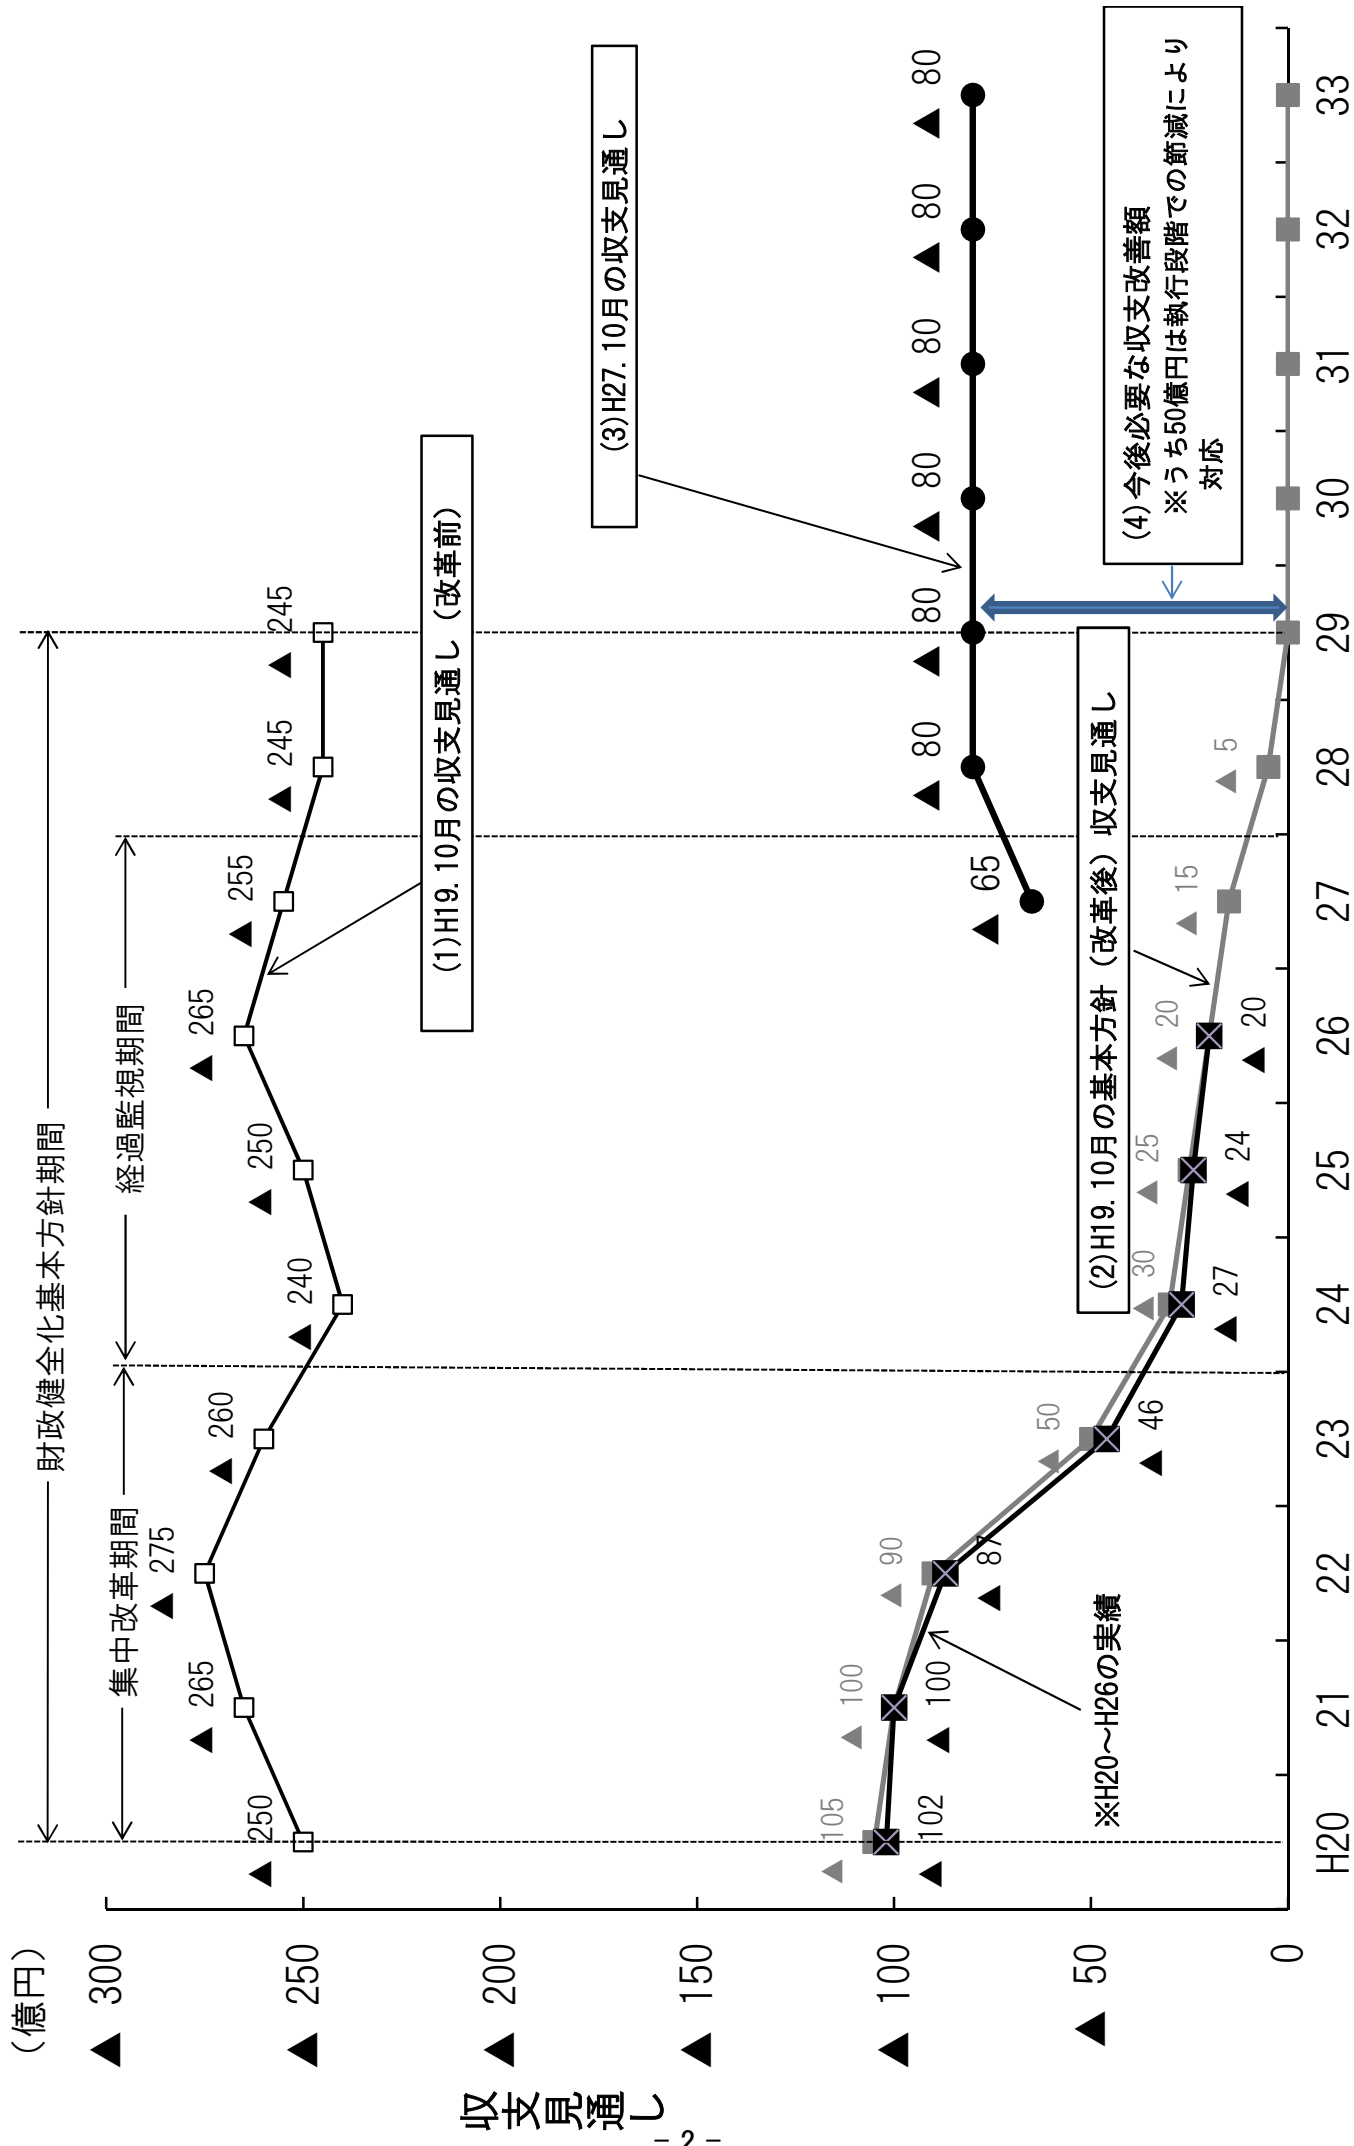 収支見通し
(億円)
▲ 300
▲ 250
▲ 200
▲ 150
▲ 100
▲ 50
0
財政健全化基本方針期間
集中改革期間
経過監視期間
▲ 250
▲ 265
▲ 275
▲ 260
▲ 240
▲ 250
▲ 265
▲ 255
▲ 245
▲ 245
(1)H19.10月の収支見通し（改革前）
(3)H27.10月の収支見通し
▲ 65
▲ 80
▲ 80
▲ 80
▲ 80
▲ 80
▲ 80
▲ 105
▲ 100
▲ 90
▲ 50
▲ 30
▲ 25
▲ 20
▲ 15
▲ 5
(2)H19.10月の基本方針（改革後）収支見通し
▲ 102
▲ 100
▲ 87
▲ 46
▲ 27
▲ 24
▲ 20
※H20～H26の実績
(4)今後必要な収支改善額
※うち50億円は執行段階での節減により
対応
H20 21 22 23 24 25 26 27 28 29 30 31 32 33
- 2 -